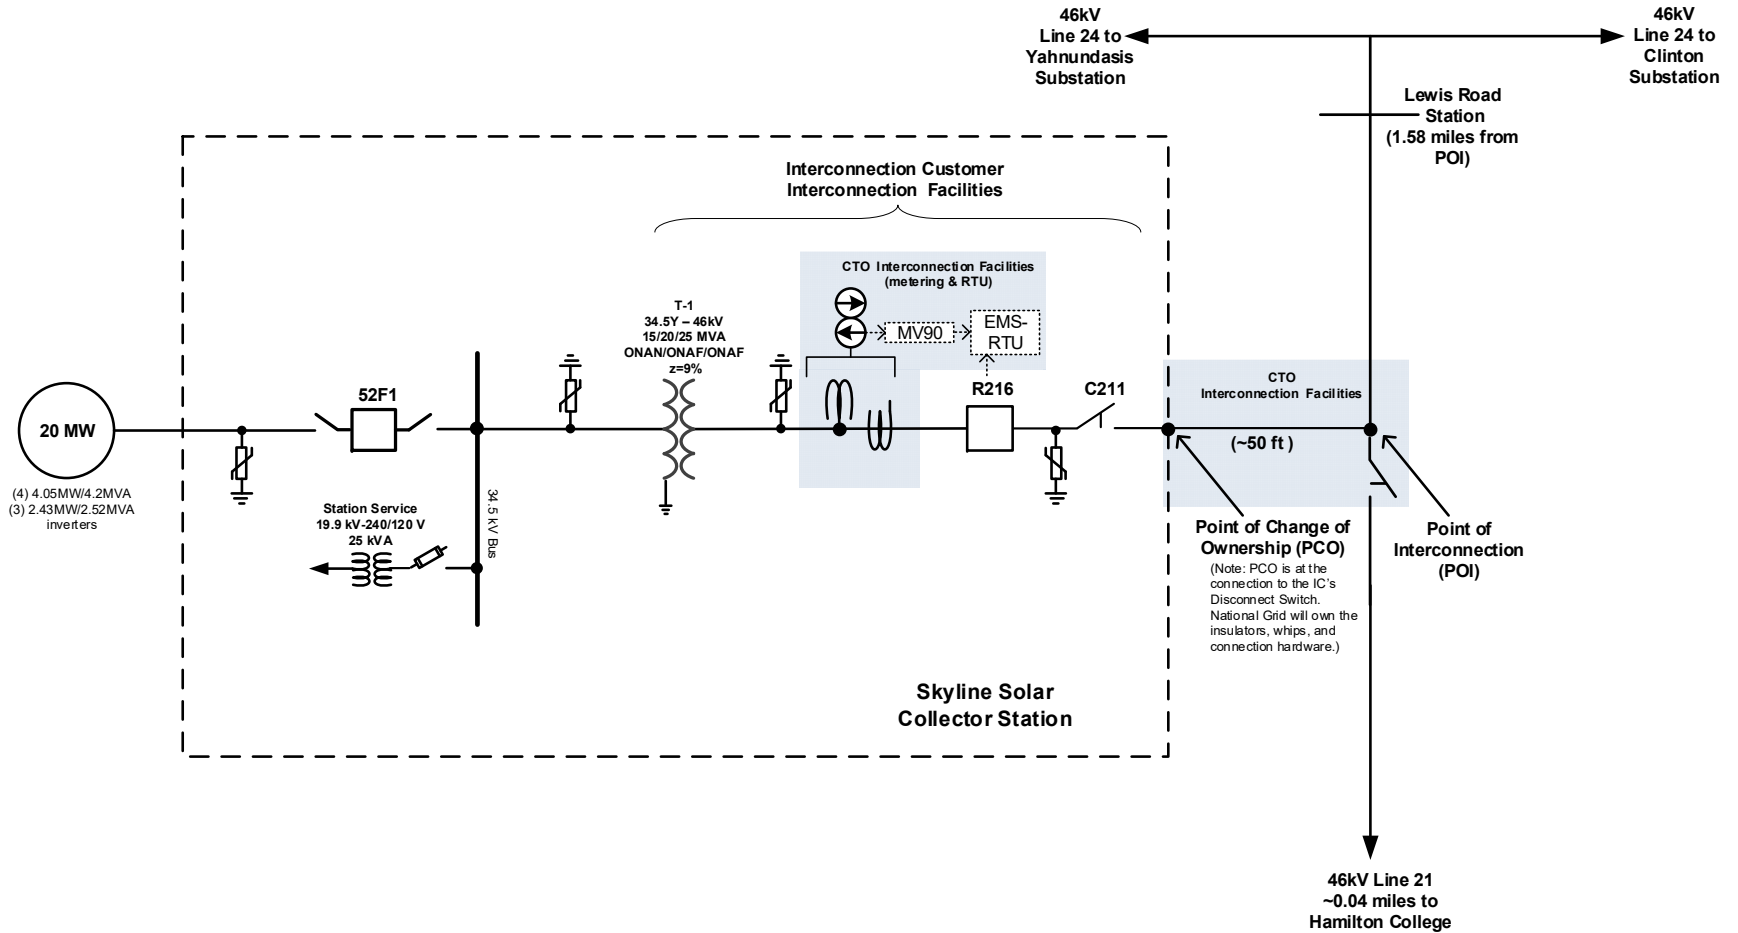 46kV
Line 24 to
Yahnundasis
Substation
46kV
Line 24 to
Clinton
Substation
Lewis Road
Station
(1.58 miles from
POI)
Interconnection Customer
Interconnection Facilities
CTO Interconnection Facilities
(metering & RTU)
T-1
34.5Y – 46kV
15/20/25 MVA
ONAN/ONAF/ONAF
z=9%
MV90
EMS-
RTU
52F1
R216
C211
CTO
Interconnection Facilities
20 MW
(~50 ft )
(4) 4.05MW/4.2MVA
(3) 2.43MW/2.52MVA
inverters
Station Service
19.9 kV-240/120 V
25 kVA
34.5 kV Bus
Point of Change of
Ownership (PCO)
(Note: PCO is at the
connection to the IC's
Disconnect Switch.
National Grid will own the
insulators, whips, and
connection hardware.)
Point of
Interconnection
(POI)
Skyline Solar
Collector Station
46kV Line 21
~0.04 miles to
Hamilton College